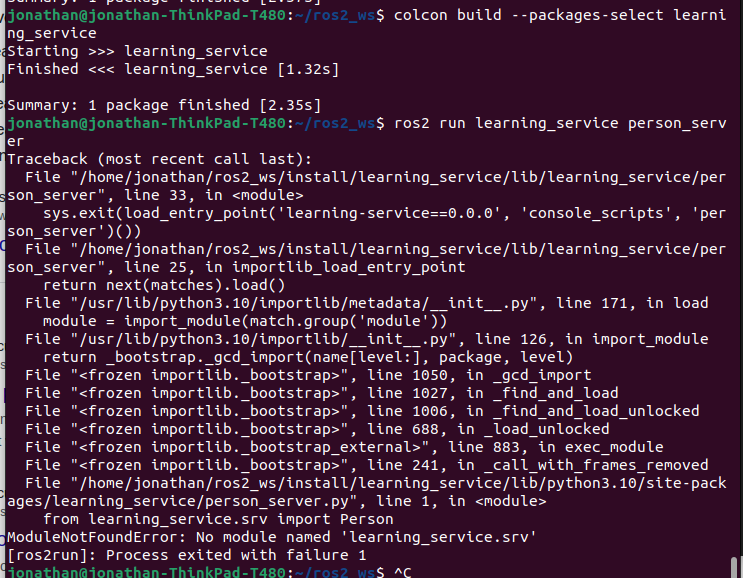 Summary: 1 package finished [2.37s]
jonathan@jonathan-ThinkPad-T480:~/ros2_ws$ colcon build --packages-select learni
ng_service
Starting >>> learning_service
Finished <<< learning_service [1.32s]
Summary: 1 package finished [2.35s]
jonathan@jonathan-ThinkPad-T480:~/ros2_ws$ ros2 run learning_service person_serv
er
Traceback (most recent call last):
  File "/home/jonathan/ros2_ws/install/learning_service/lib/learning_service/per
son_server", line 33, in <module>
    sys.exit(load_entry_point('learning-service==0.0.0', 'console_scripts', 'per
son_server')())
  File "/home/jonathan/ros2_ws/install/learning_service/lib/learning_service/per
son_server", line 25, in importlib_load_entry_point
    return next(matches).load()
  File "/usr/lib/python3.10/importlib/metadata/__init__.py", line 171, in load
    module = import_module(match.group('module'))
  File "/usr/lib/python3.10/importlib/__init__.py", line 126, in import_module
    return _bootstrap._gcd_import(name[level:], package, level)
  File "<frozen importlib._bootstrap>", line 1050, in _gcd_import
  File "<frozen importlib._bootstrap>", line 1027, in _find_and_load
  File "<frozen importlib._bootstrap>", line 1006, in _find_and_load_unlocked
  File "<frozen importlib._bootstrap>", line 688, in _load_unlocked
  File "<frozen importlib._bootstrap_external>", line 883, in exec_module
  File "<frozen importlib._bootstrap>", line 241, in _call_with_frames_removed
  File "/home/jonathan/ros2_ws/install/learning_service/lib/python3.10/site-pack
ages/learning_service/person_server.py", line 1, in <module>
    from learning_service.srv import Person
ModuleNotFoundError: No module named 'learning_service.srv'
[ros2run]: Process exited with failure 1
jonathan@jonathan-ThinkPad-T480:~/ros2_ws$ ^C